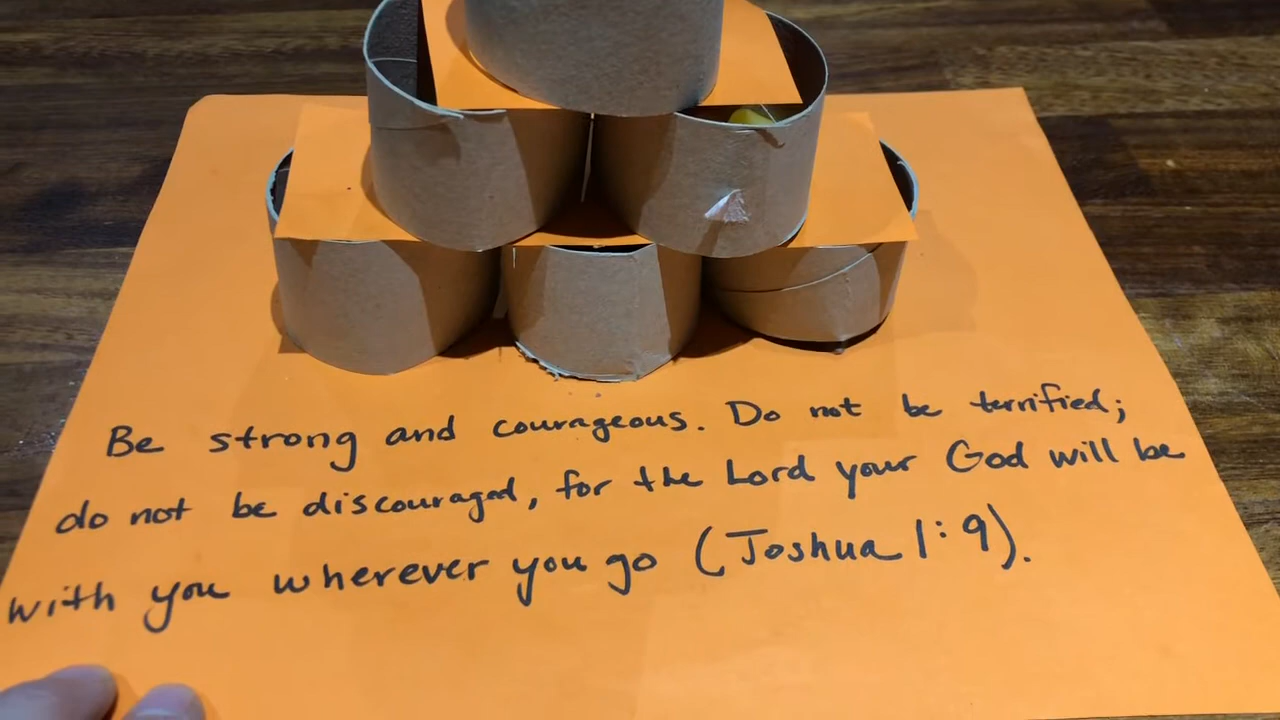 Be strong and courageous. Do not be terrified;
do not be discouraged, for the Lord your God will be
with you wherever you go (Joshua 1:9).